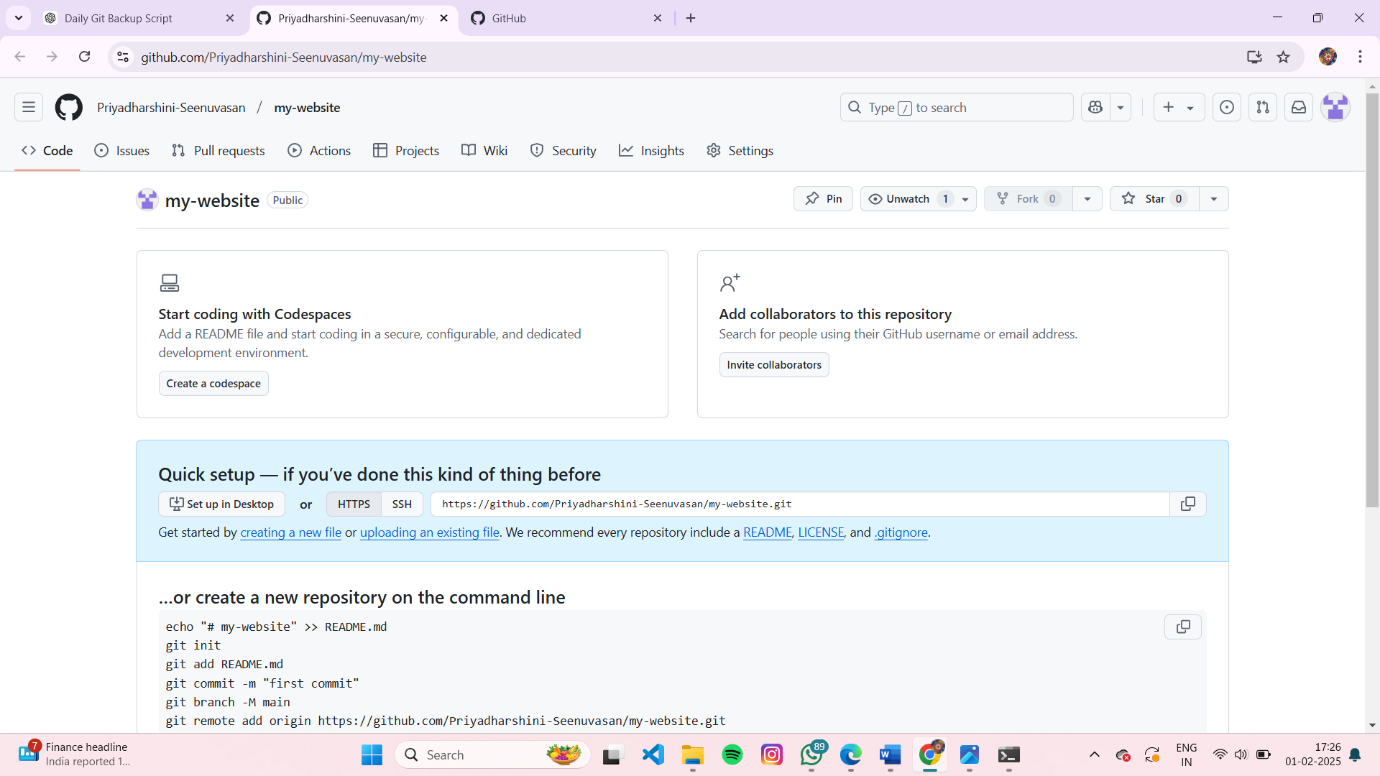 Daily Git Backup Script
Priyadharshini-Seenuvasan/my-
GitHub
github.com/Priyadharshini-Seenuvasan/my-website
Priyadharshini-Seenuvasan / my-website
Type / to search
Code
Issues
Pull requests
Actions
Projects
Wiki
Security
Insights
Settings
my-website Public
Pin
Unwatch 1
Fork 0
Star 0
Start coding with Codespaces
Add a README file and start coding in a secure, configurable, and dedicated
development environment.
Create a codespace
Add collaborators to this repository
Search for people using their GitHub username or email address.
Invite collaborators
Quick setup — if you’ve done this kind of thing before
Set up in Desktop or HTTPS SSH https://github.com/Priyadharshini-Seenuvasan/my-website.git
Get started by creating a new file or uploading an existing file. We recommend every repository include a README, LICENSE, and .gitignore.
…or create a new repository on the command line
echo "# my-website" >> README.md
git init
git add README.md
git commit -m "first commit"
git branch -M main
git remote add origin https://github.com/Priyadharshini-Seenuvasan/my-website.git
7
Finance headline
India reported 1...
Search
89
ENG
IN
17:26
01-02-2025